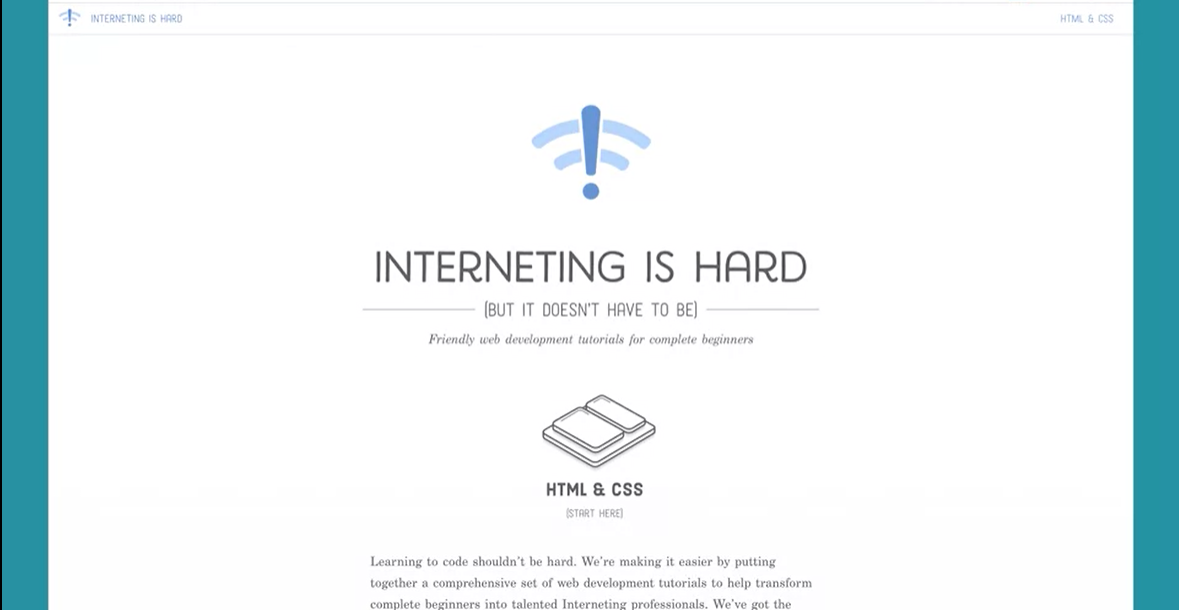 INTERNETING IS HARD
HTML & CSS
INTERNETING IS HARD
(BUT IT DOESN'T HAVE TO BE)
Friendly web development tutorials for complete beginners
HTML & CSS
(START HERE)
Learning to code shouldn't be hard. We're making it easier by putting
together a comprehensive set of web development tutorials to help transform
complete beginners into talented Interneting professionals. We've got the